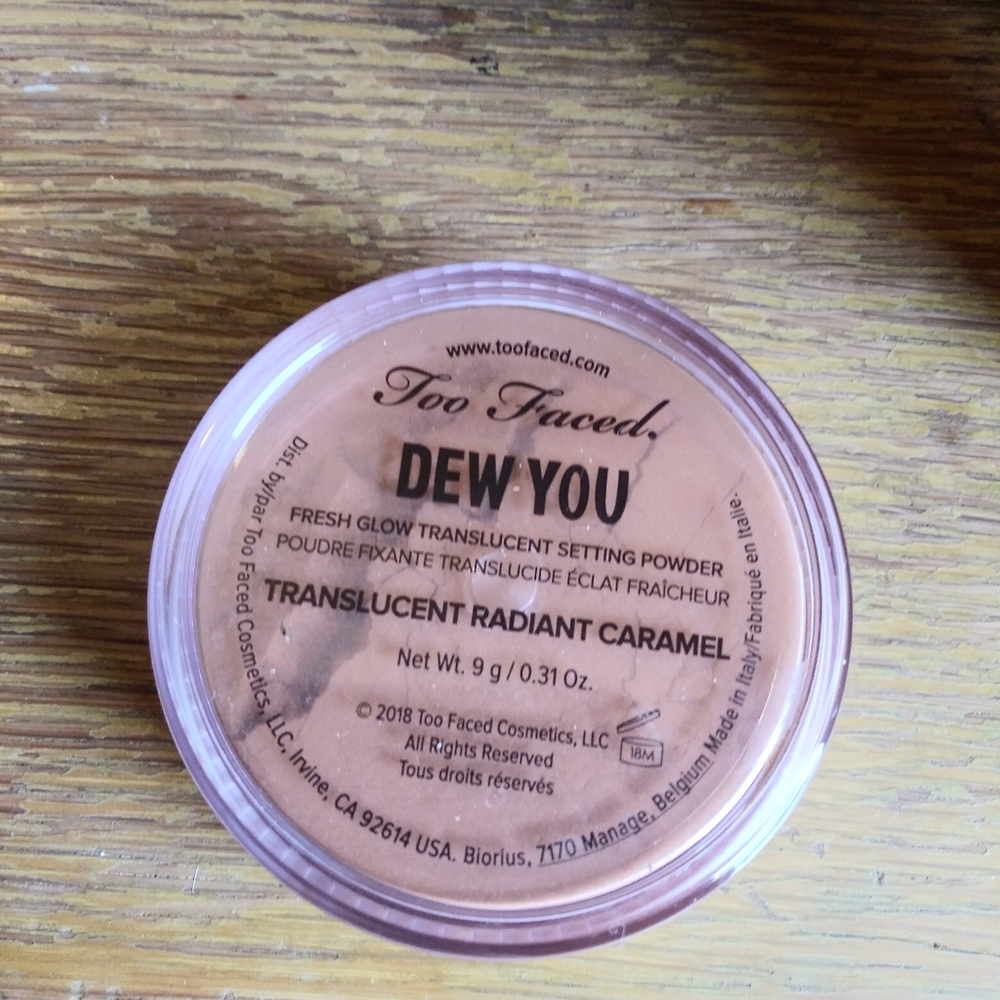 www.toofaced.com
Too Faced.
DEW YOU
FRESH GLOW TRANSLUCENT SETTING POWDER
POUDRE FIXANTE TRANSLUCIDE ÉCLAT FRAÎCHEUR
TRANSLUCENT RADIANT CARAMEL
Net Wt. 9 g / 0.31 Oz.
© 2018 Too Faced Cosmetics, LLC
All Rights Reserved
Tous droits réservés
18M
Dist. by/par Too Faced Cosmetics, LLC, Irvine, CA 92614 USA. Biorius, 7170 Manage, Belgium Made in Italy/Fabriqué en Italie.